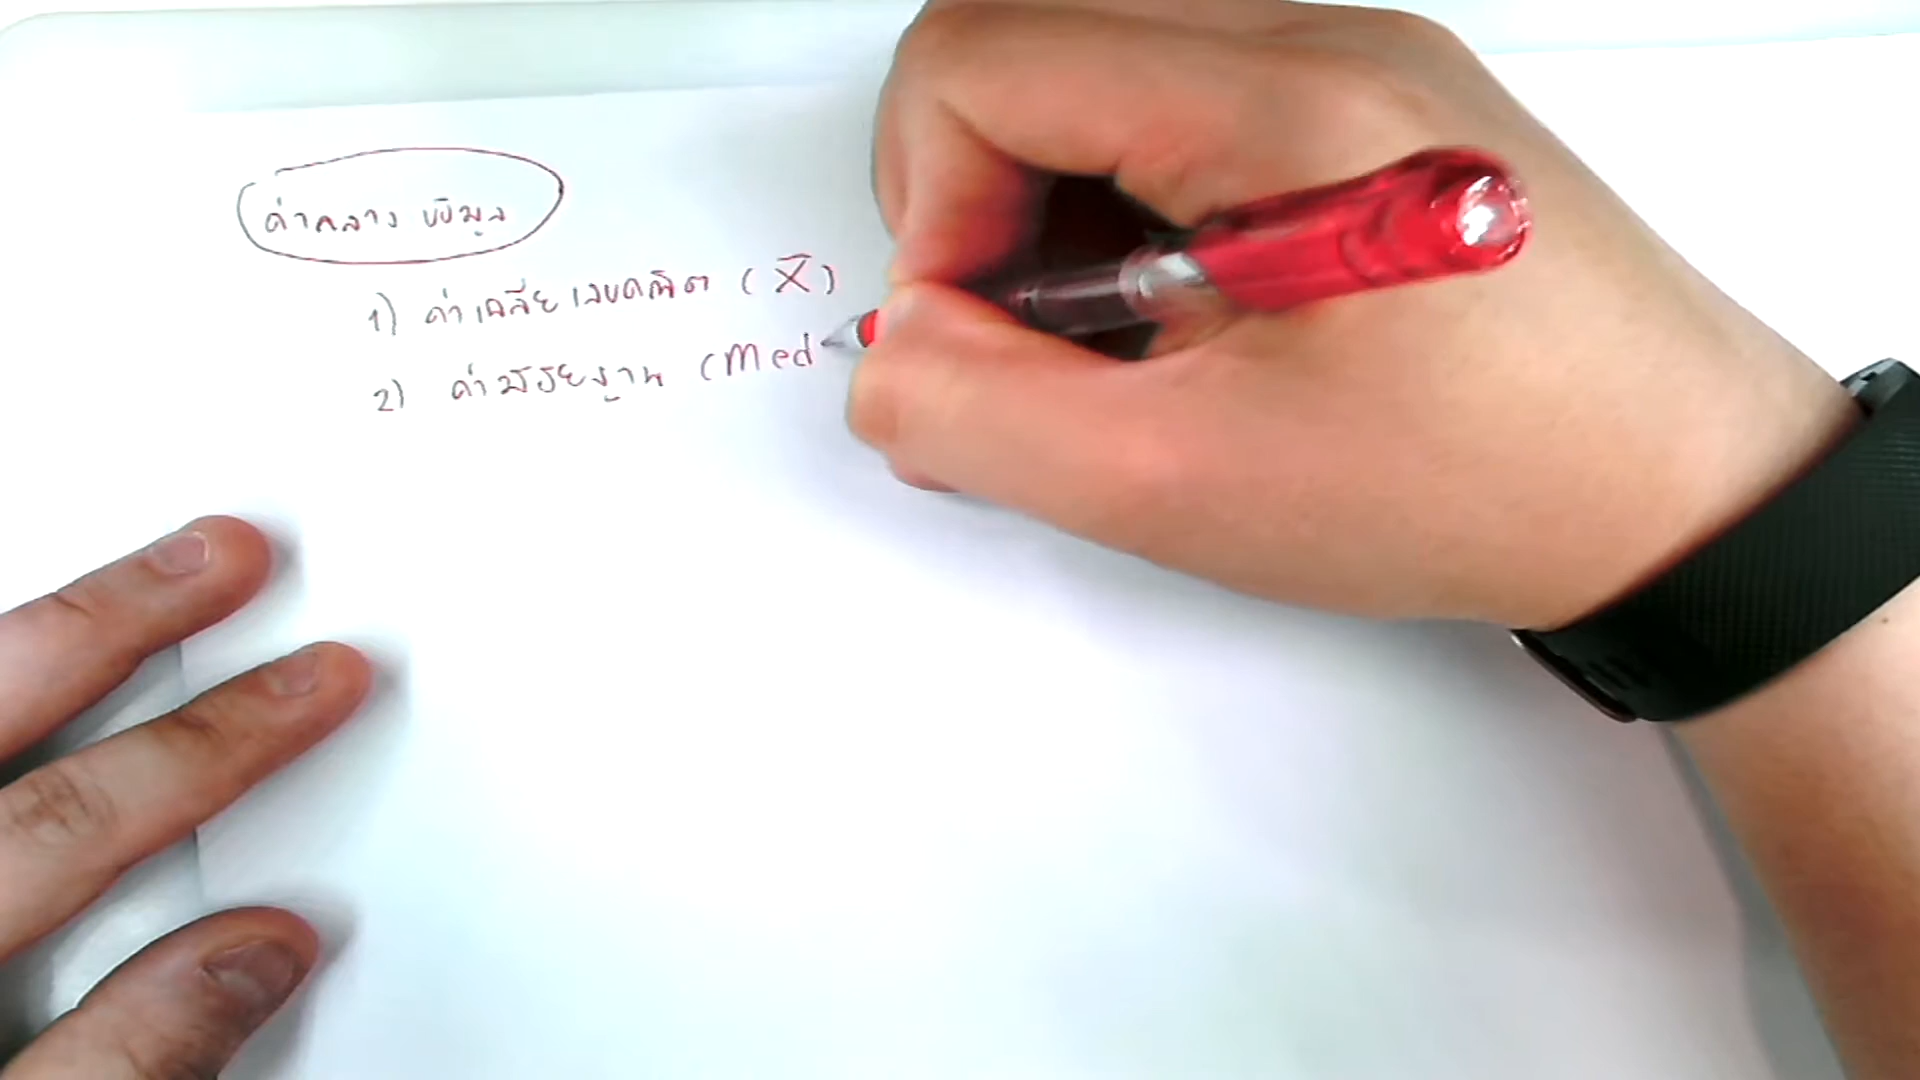 ค่ากลาง ข้อมูล
1) ค่าเฉลี่ย เลขคณิต ( X̄ )
2) ค่ามัธยฐาน (Med